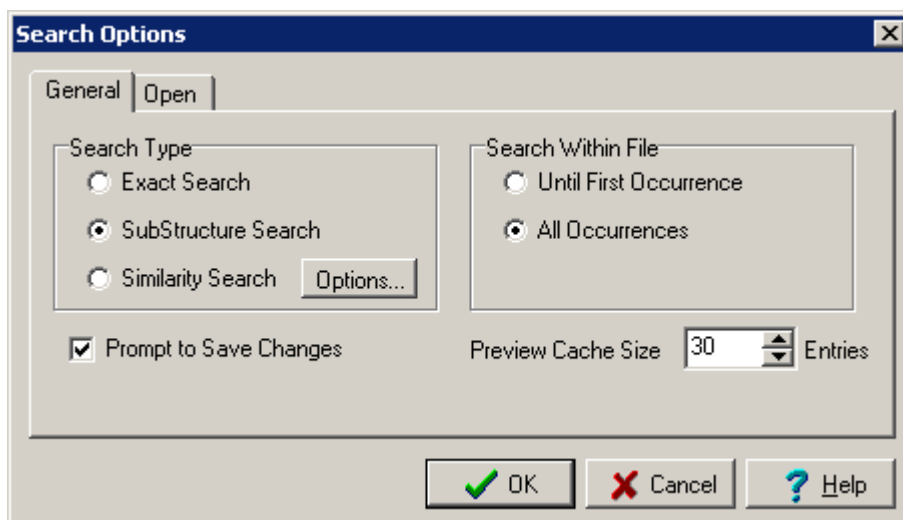 Search Options
General Open
Search Type
Exact Search
SubStructure Search
Similarity Search Options...
Search Within File
Until First Occurrence
All Occurrences
Prompt to Save Changes
Preview Cache Size 30 Entries
OK Cancel Help